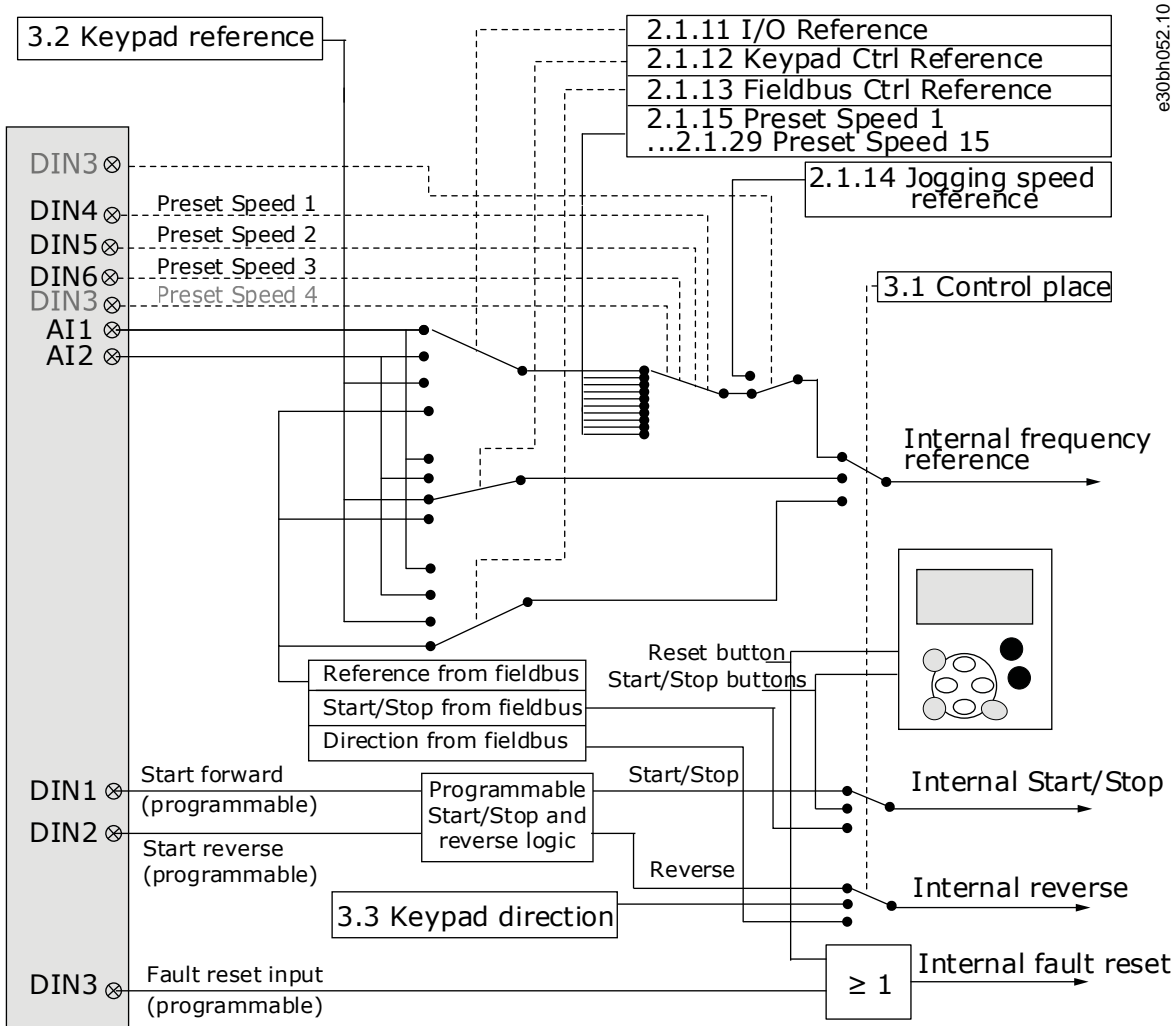 e30bh052.10
3.2 Keypad reference
2.1.11 I/O Reference
2.1.12 Keypad Ctrl Reference
2.1.13 Fieldbus Ctrl Reference
2.1.15 Preset Speed 1
...2.1.29 Preset Speed 15
2.1.14 Jogging speed
reference
DIN3
DIN4
Preset Speed 1
DIN5
Preset Speed 2
DIN6
Preset Speed 3
DIN3
Preset Speed 4
AI1
AI2
3.1 Control place
Internal frequency
reference
Reset button
Start/Stop buttons
Reference from fieldbus
Start/Stop from fieldbus
Direction from fieldbus
DIN1
Start forward
(programmable)
DIN2
Start reverse
(programmable)
Programmable
Start/Stop and
reverse logic
Start/Stop
Internal Start/Stop
Reverse
Internal reverse
3.3 Keypad direction
DIN3
Fault reset input
(programmable)
≥ 1
Internal fault reset